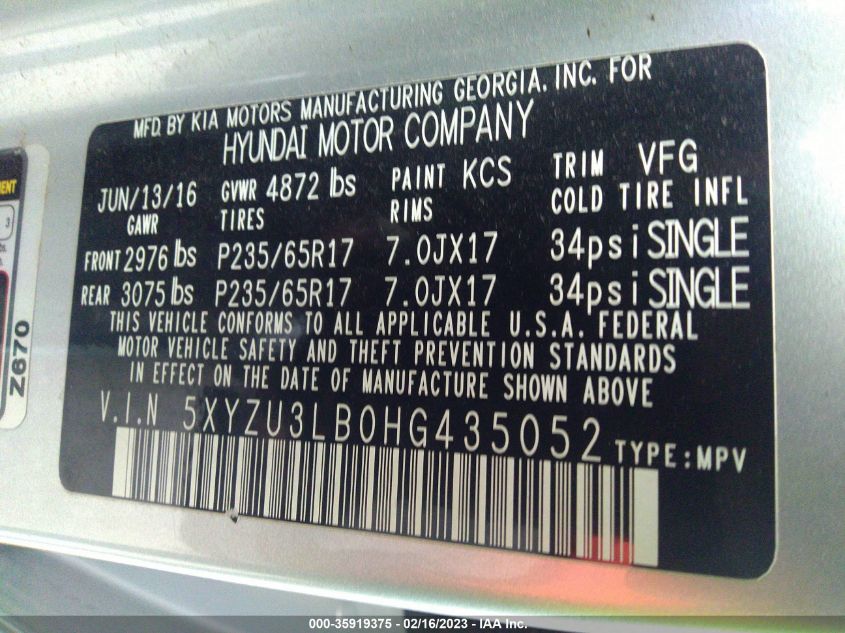 MFD. BY KIA MOTORS MANUFACTURING GEORGIA. INC. FOR
HYUNDAI MOTOR COMPANY
JUN/13/16 GVWR 4872 lbs PAINT KCS TRIM VFG
GAWR TIRES RIMS COLD TIRE INFL
FRONT 2976 lbs P235/65R17 7.0JX17 34psi SINGLE
REAR 3075 lbs P235/65R17 7.0JX17 34psi SINGLE
THIS VEHICLE CONFORMS TO ALL APPLICABLE U.S.A. FEDERAL
MOTOR VEHICLE SAFETY AND THEFT PREVENTION STANDARDS
IN EFFECT ON THE DATE OF MANUFACTURE SHOWN ABOVE
V.I.N 5XYZU3LB0HG435052 TYPE:MPV
Z670
3
000-35919375 - 02/16/2023 - IAA Inc.